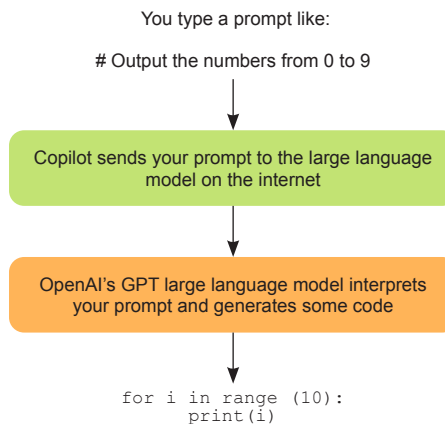 You type a prompt like:
# Output the numbers from 0 to 9
Copilot sends your prompt to the large language
model on the internet
OpenAI's GPT large language model interprets
your prompt and generates some code
for i in range (10):
    print(i)